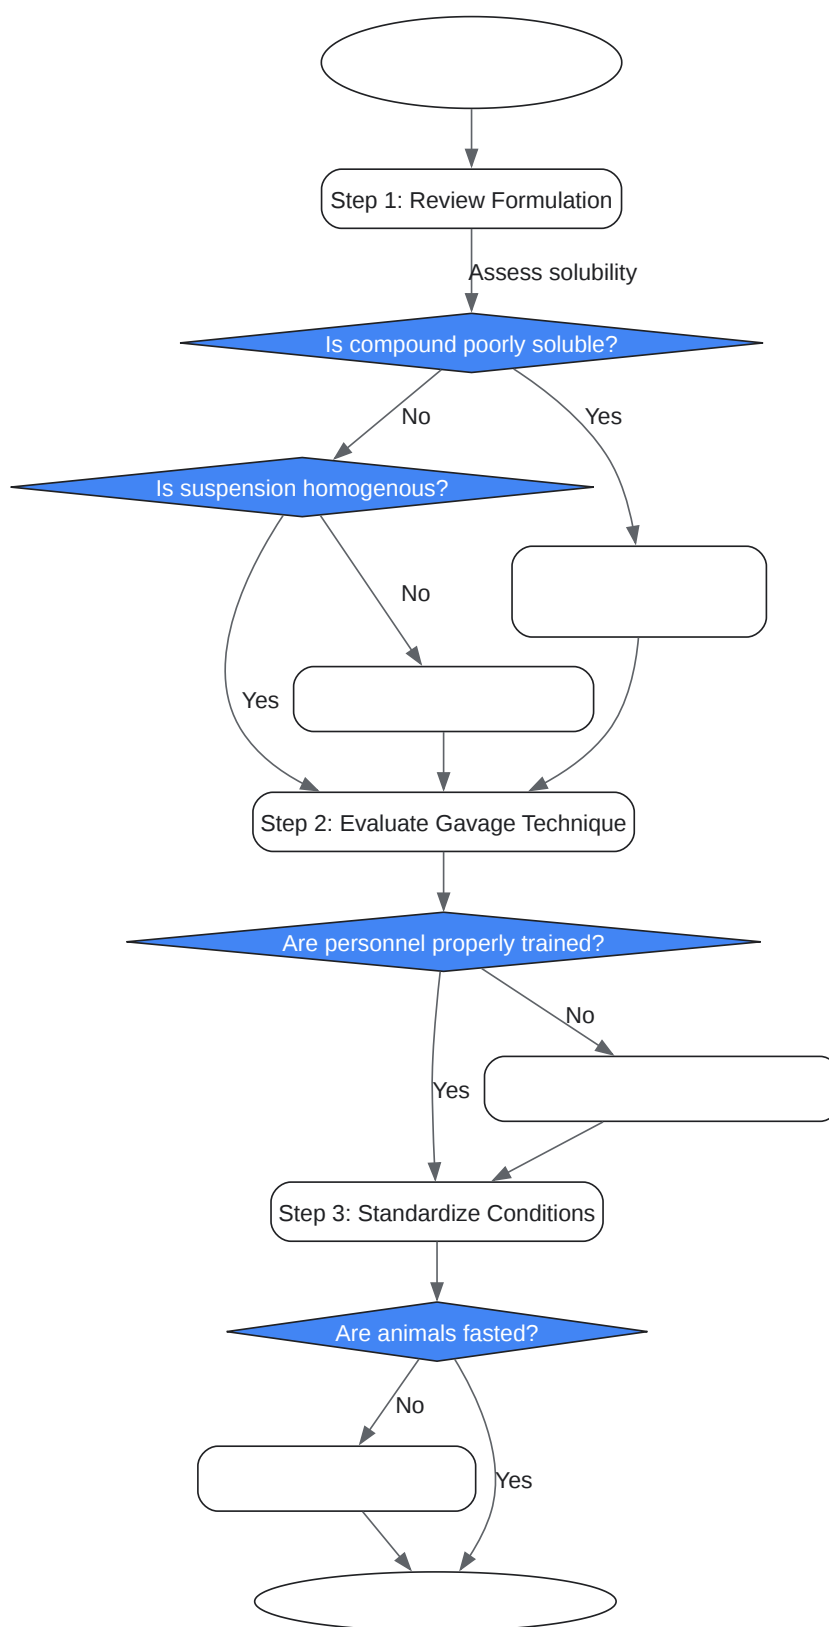 Step 1: Review Formulation
Assess solubility
Is compound poorly soluble?
No
Yes
Is suspension homogenous?
No
Yes
Step 2: Evaluate Gavage Technique
Are personnel properly trained?
No
Yes
Step 3: Standardize Conditions
Are animals fasted?
No
Yes